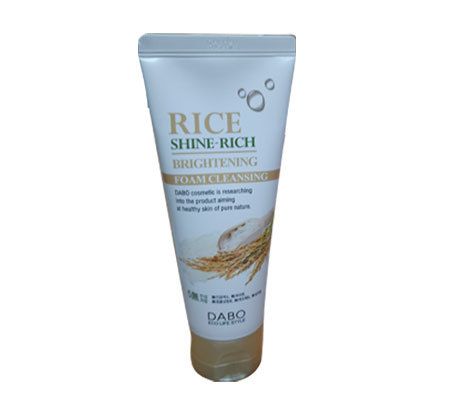 RICE
SHINE-RICH
BRIGHTENING
FOAM CLEANSING
DABO cosmetic is researching
into the product aiming
at healthy skin of pure nature.
DABO
ECO LIFE STYLE